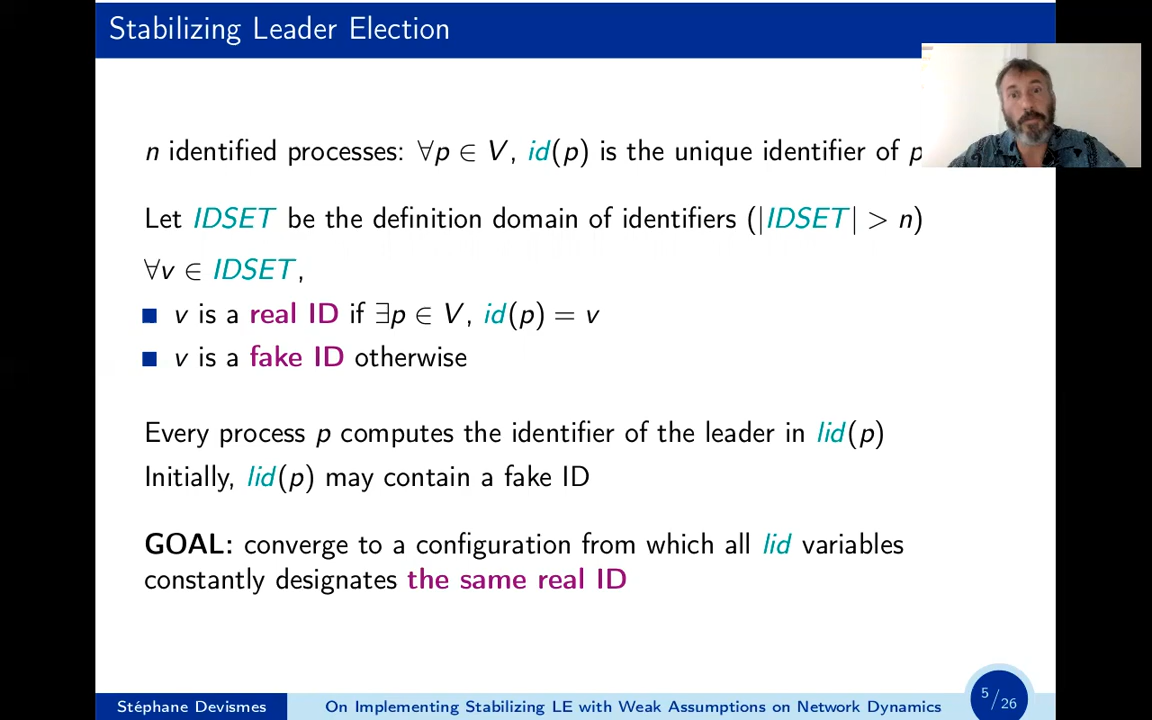 Stabilizing Leader Election
n identified processes: ∀p ∈ V, id(p) is the unique identifier of p
Let IDSET be the definition domain of identifiers (|IDSET| > n)
∀v ∈ IDSET,
v is a real ID if ∃p ∈ V, id(p) = v
v is a fake ID otherwise
Every process p computes the identifier of the leader in lid(p)
Initially, lid(p) may contain a fake ID
GOAL: converge to a configuration from which all lid variables
constantly designates the same real ID
Stéphane Devismes On Implementing Stabilizing LE with Weak Assumptions on Network Dynamics 5/26